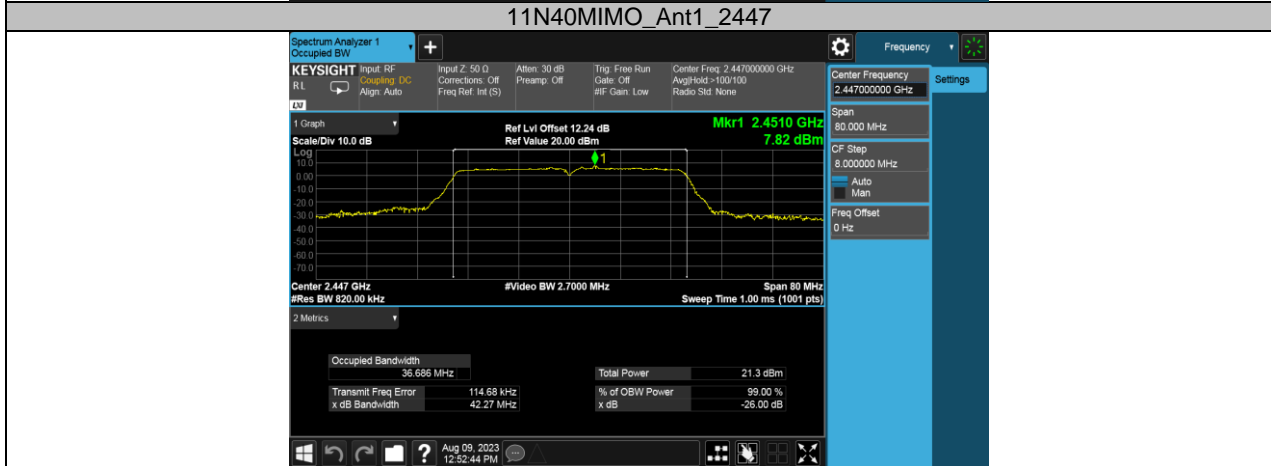 11N40MIMO_Ant1_2447
Spectrum Analyzer 1
Occupied BW
Frequency
KEYSIGHT
RL
LXI
Input: RF
Coupling: DC
Align: Auto
Input Z: 50 Ω
Corrections: Off
Freq Ref: Int (S)
Atten: 30 dB
Preamp: Off
Trig: Free Run
Gate: Off
#IF Gain: Low
Center Freq: 2.447000000 GHz
Avg|Hold:>100/100
Radio Std: None
Center Frequency
2.447000000 GHz
Settings
Span
80.000 MHz
CF Step
8.000000 MHz
Auto
Man
Freq Offset
0 Hz
1 Graph
Scale/Div 10.0 dB
Ref Lvl Offset 12.24 dB
Ref Value 20.00 dBm
Mkr1 2.4510 GHz
7.82 dBm
Log
10.0
0.00
-10.0
-20.0
-30.0
-40.0
-50.0
-60.0
-70.0
1
Center 2.447 GHz
#Res BW 820.00 kHz
#Video BW 2.7000 MHz
Span 80 MHz
Sweep Time 1.00 ms (1001 pts)
2 Metrics
Occupied Bandwidth
36.686 MHz
Total Power 21.3 dBm
Transmit Freq Error 114.68 kHz
% of OBW Power 99.00 %
x dB Bandwidth 42.27 MHz
x dB -26.00 dB
?
Aug 09, 2023
12:52:44 PM